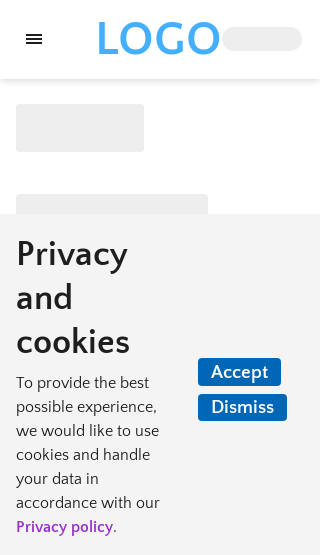 LOGO
Privacy
and
cookies
To provide the best
possible experience,
we would like to use
cookies and handle
your data in
accordance with our
Privacy policy.
Accept
Dismiss